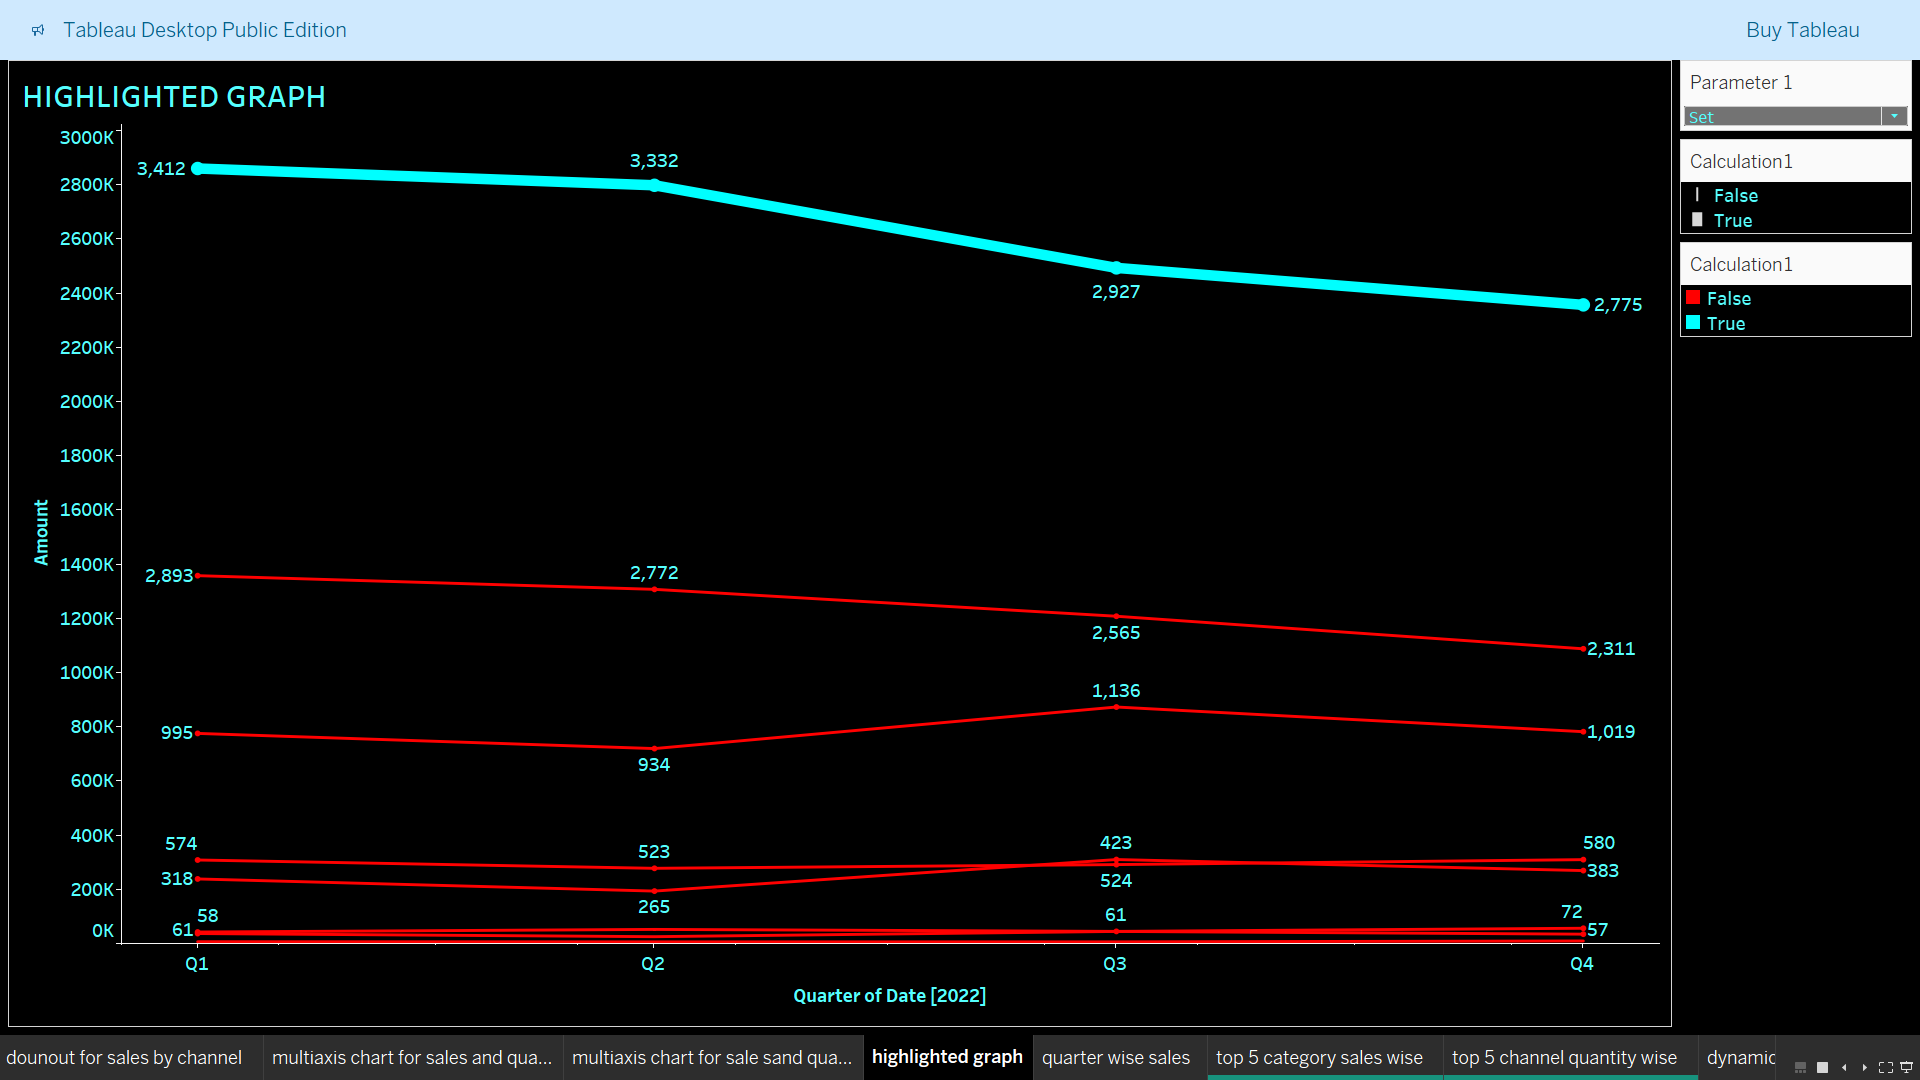 Tableau Desktop Public Edition
Buy Tableau
HIGHLIGHTED GRAPH
3000K
2800K
2600K
2400K
2200K
2000K
1800K
1600K
1400K
1200K
1000K
800K
600K
400K
200K
0K
Amount
3,412
3,332
2,927
2,775
2,893
2,772
2,565
2,311
995
934
1,136
1,019
574
523
423
580
318
265
524
383
58
61
61
72
57
Q1
Q2
Q3
Q4
Quarter of Date [2022]
Parameter 1
Set
Calculation1
False
True
Calculation1
False
True
dounout for sales by channel
multiaxis chart for sales and qua...
multiaxis chart for sale sand qua...
highlighted graph
quarter wise sales
top 5 category sales wise
top 5 channel quantity wise
dynamic